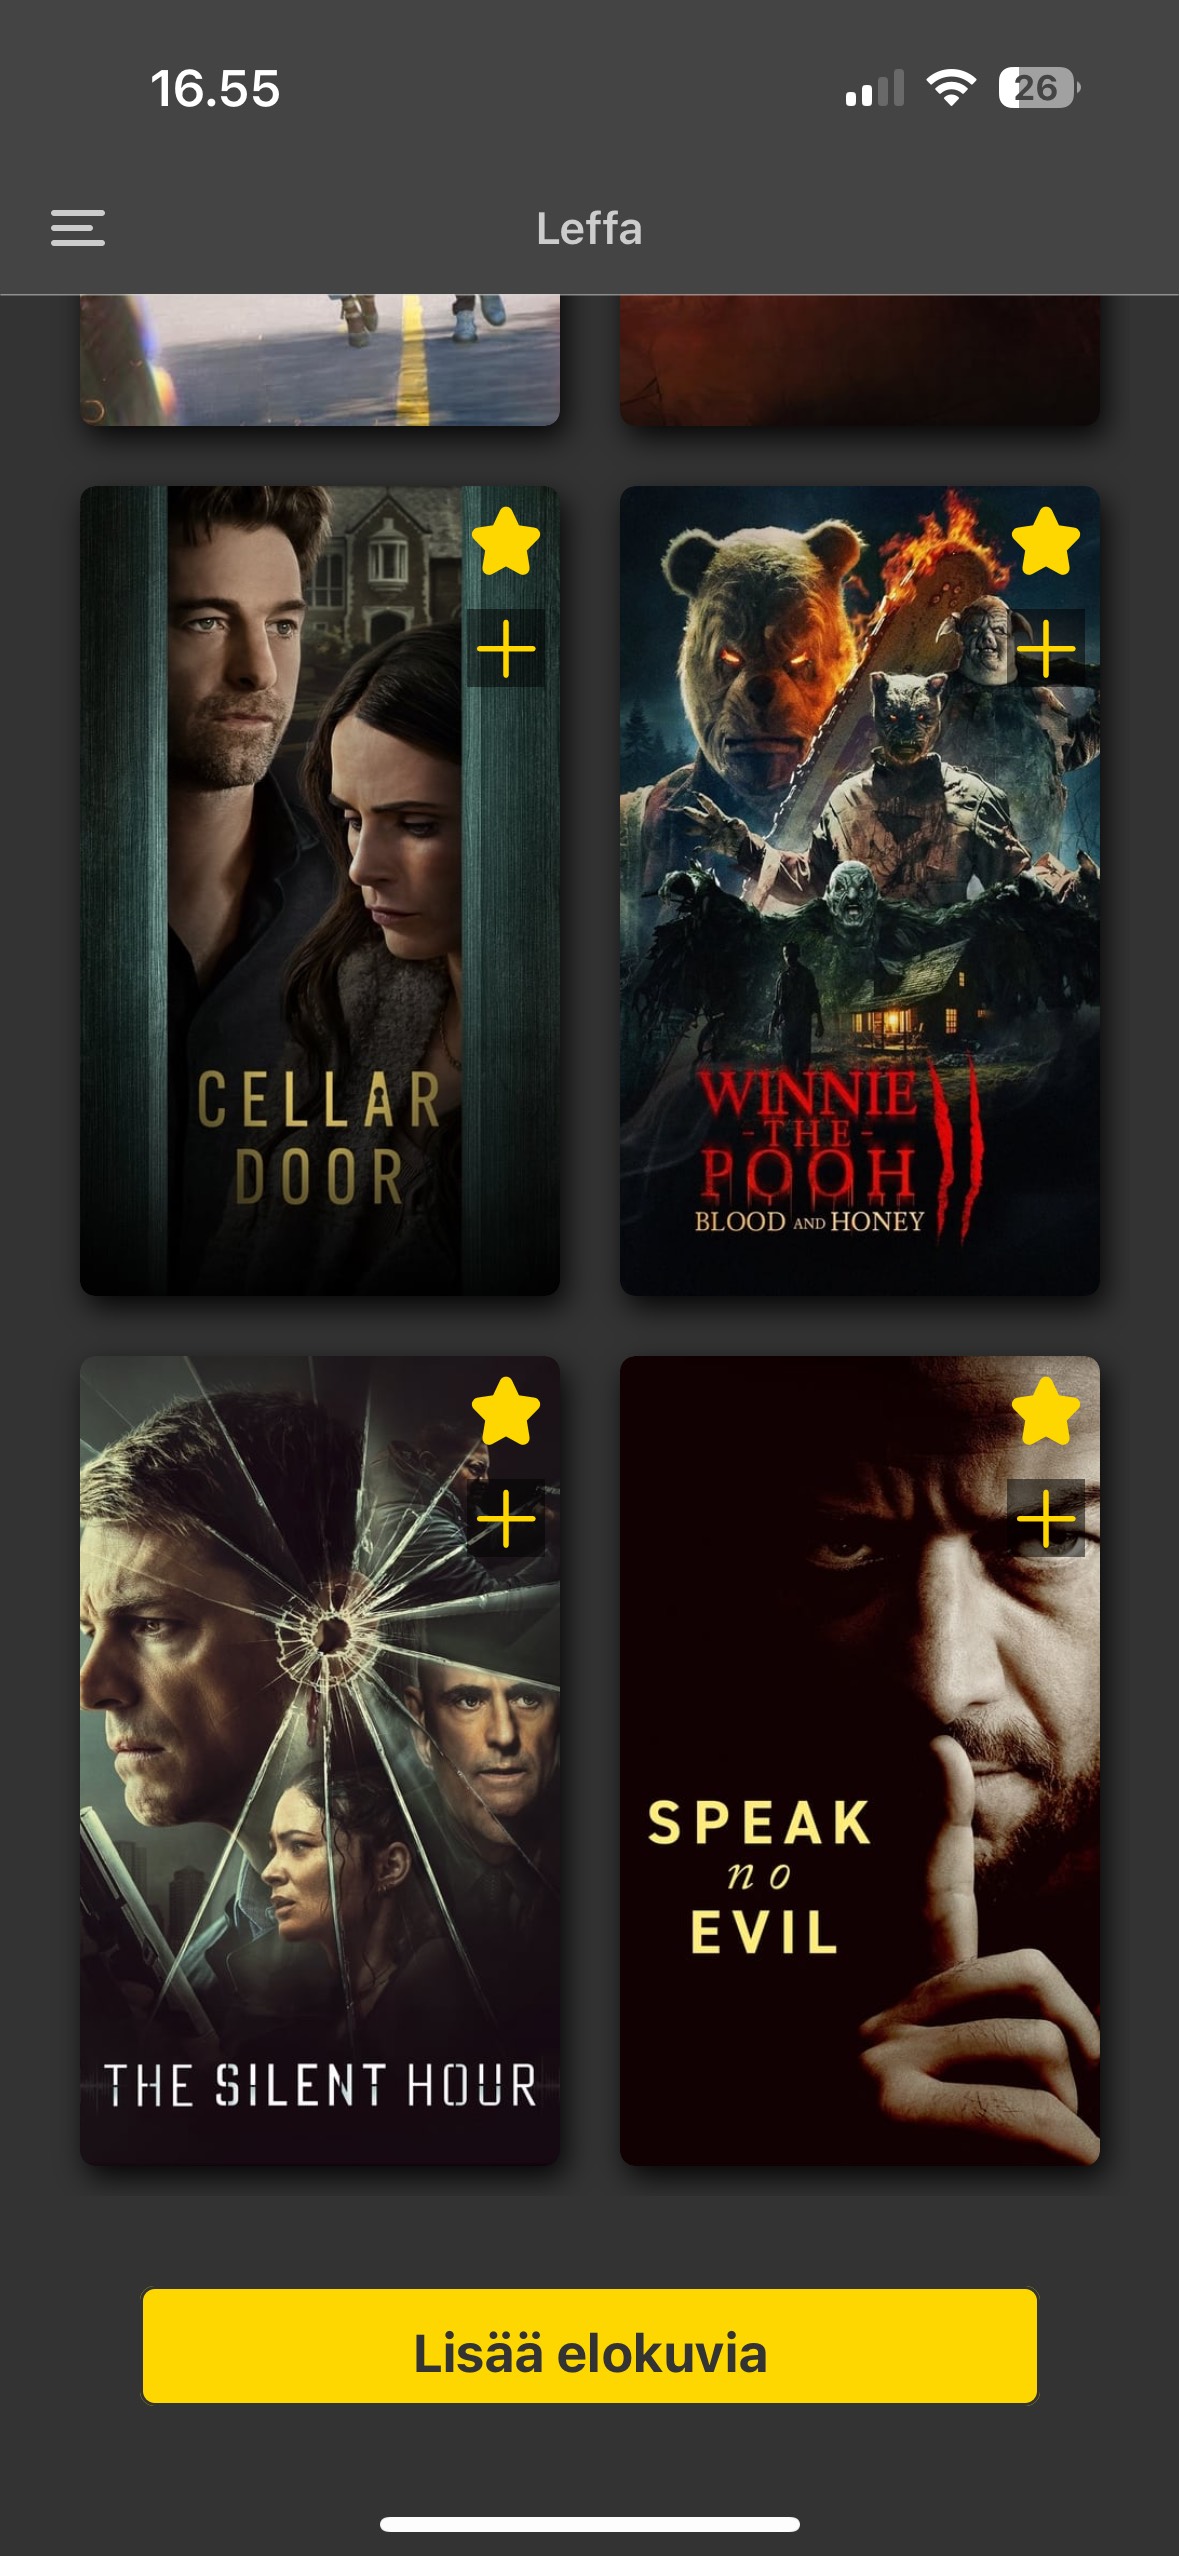 16.55
26
Leffa
CELLAR
DOOR
WINNIE
-THE-
POOH II
BLOOD AND HONEY
THE SILENT HOUR
SPEAK
no
EVIL
Lisää elokuvia